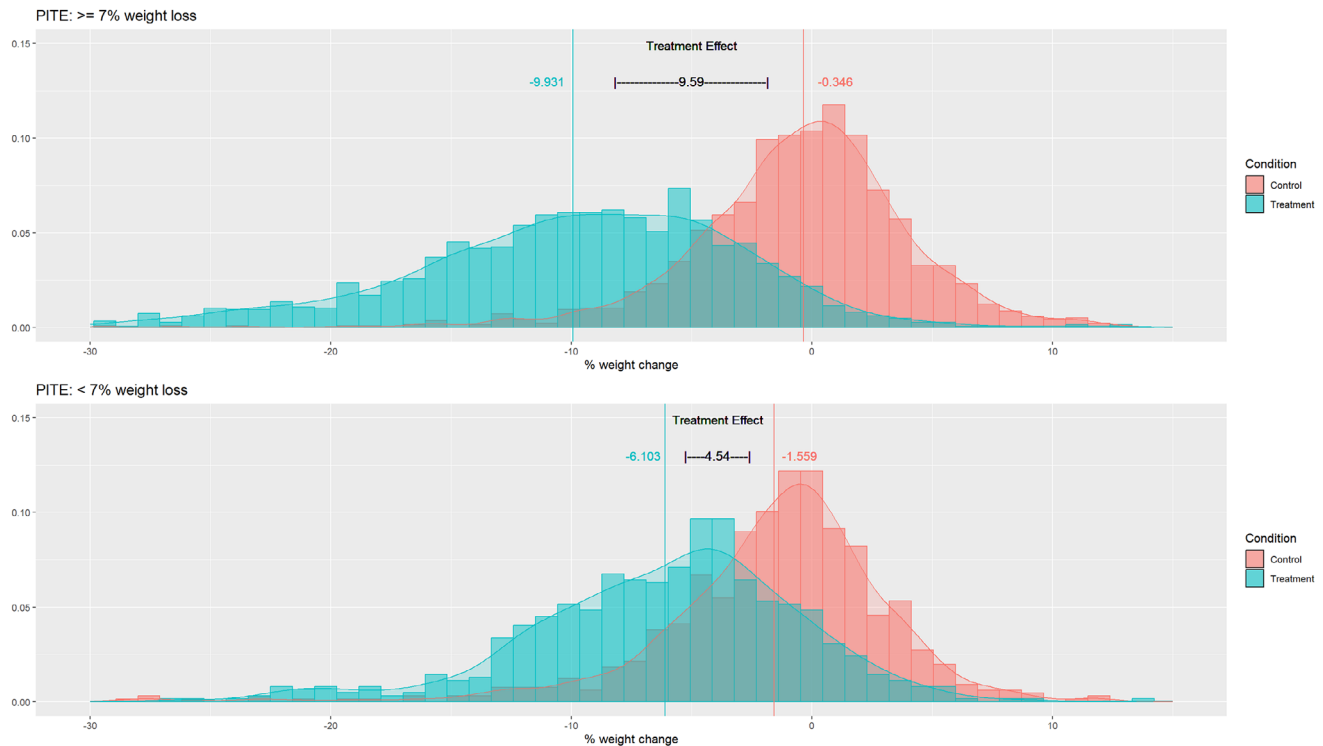 PITE: >= 7% weight loss
0.15
0.10
0.05
0.00
Treatment Effect
-9.931
|--------------9.59--------------|
-0.346
-30
-20
-10
0
10
% weight change
Condition
Control
Treatment
PITE: < 7% weight loss
0.15
0.10
0.05
0.00
Treatment Effect
-6.103
|----4.54----|
-1.559
-30
-20
-10
0
10
% weight change
Condition
Control
Treatment